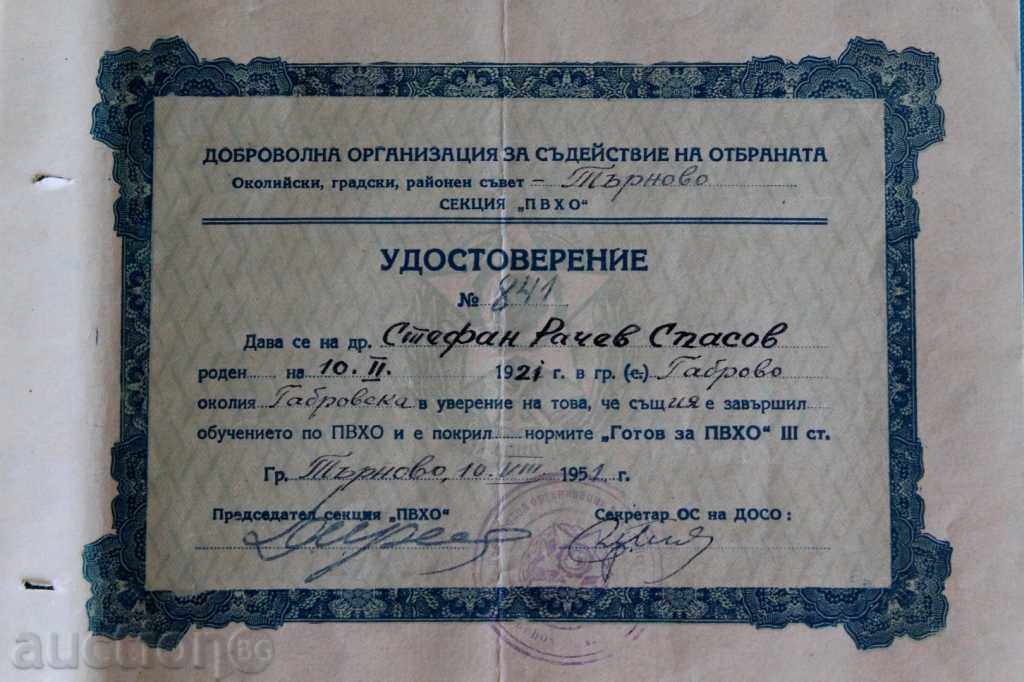 ДОБРОВОЛНА ОРГАНИЗАЦИЯ ЗА СЪДЕЙСТВИЕ НА ОТБРАНАТА
Околийски, градски, районен съвет – Търново
СЕКЦИЯ „ПВХО“
УДОСТОВЕРЕНИЕ
№ 841
Дава се на др. Стефан Рачев Спасов
роден на 10. II. 1921 г. в гр. (с.) Габрово
околия Габровска в уверение на това, че същия е завършил
обучението по ПВХО и е покрил нормите „Готов за ПВХО“ III ст.
Гр. Търново, 10. VIII. 1951 г.
Председател секция „ПВХО“ Секретар ОС на ДОСО:
auction BG